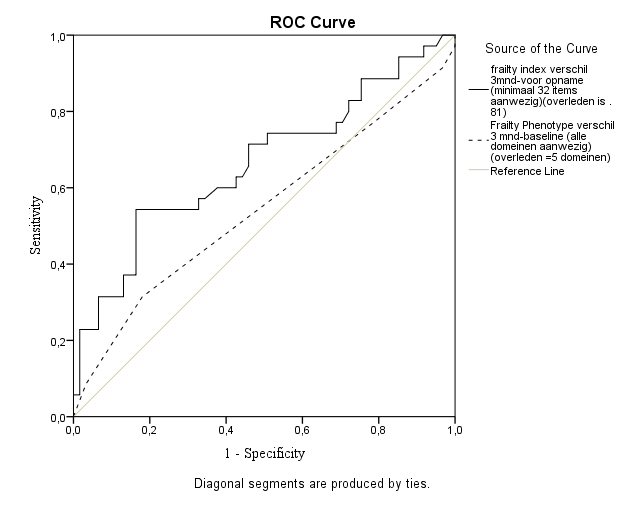 ROC Curve
Sensitivity
1,0
0,8
0,6
0,4
0,2
0,0
0,0
0,2
0,4
0,6
0,8
1,0
1 - Specificity
Source of the Curve
frailty index verschil
3mnd-voor opname
(minimaal 32 items
aanwezig)(overleden is .
81)
Frailty Phenotype verschil
3 mnd-baseline (alle
domeinen aanwezig)
(overleden =5 domeinen)
Reference Line
Diagonal segments are produced by ties.